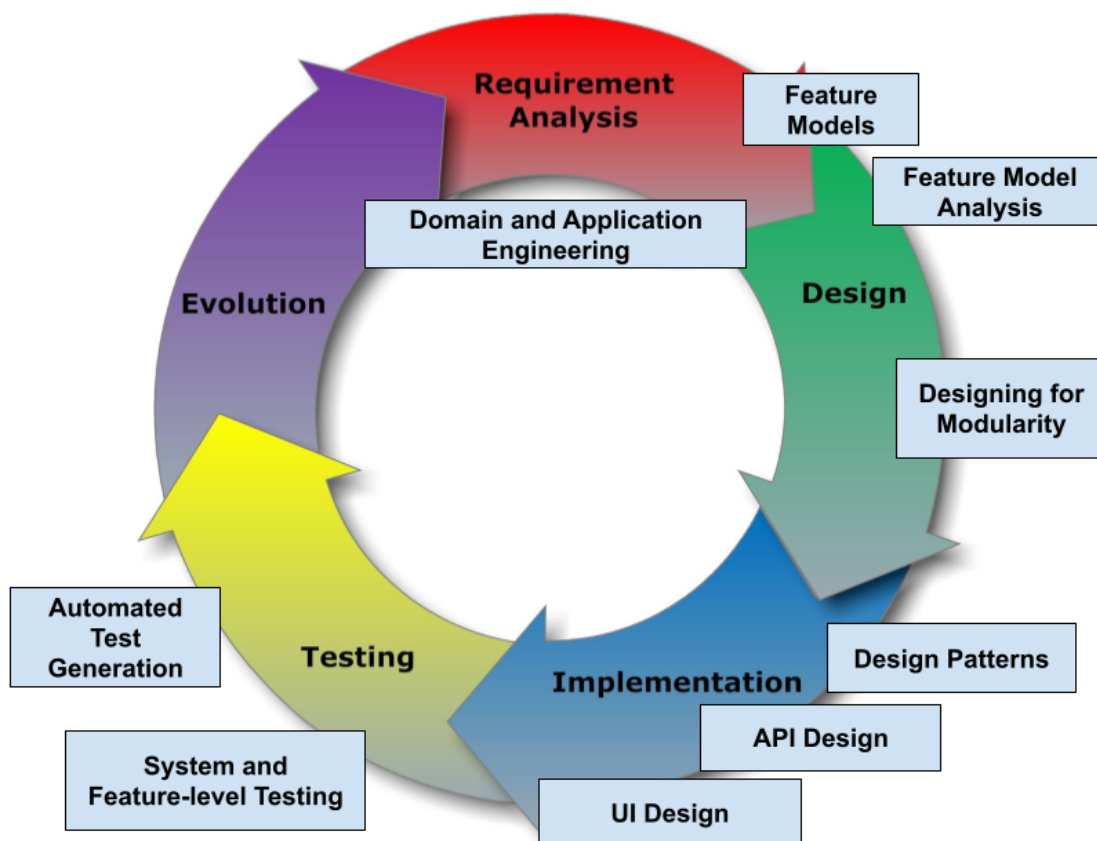 Requirement
Analysis
Feature
Models
Feature Model
Analysis
Domain and Application
Engineering
Evolution
Design
Designing for
Modularity
Automated
Test
Generation
Testing
Implementation
Design Patterns
API Design
System and
Feature-level Testing
UI Design